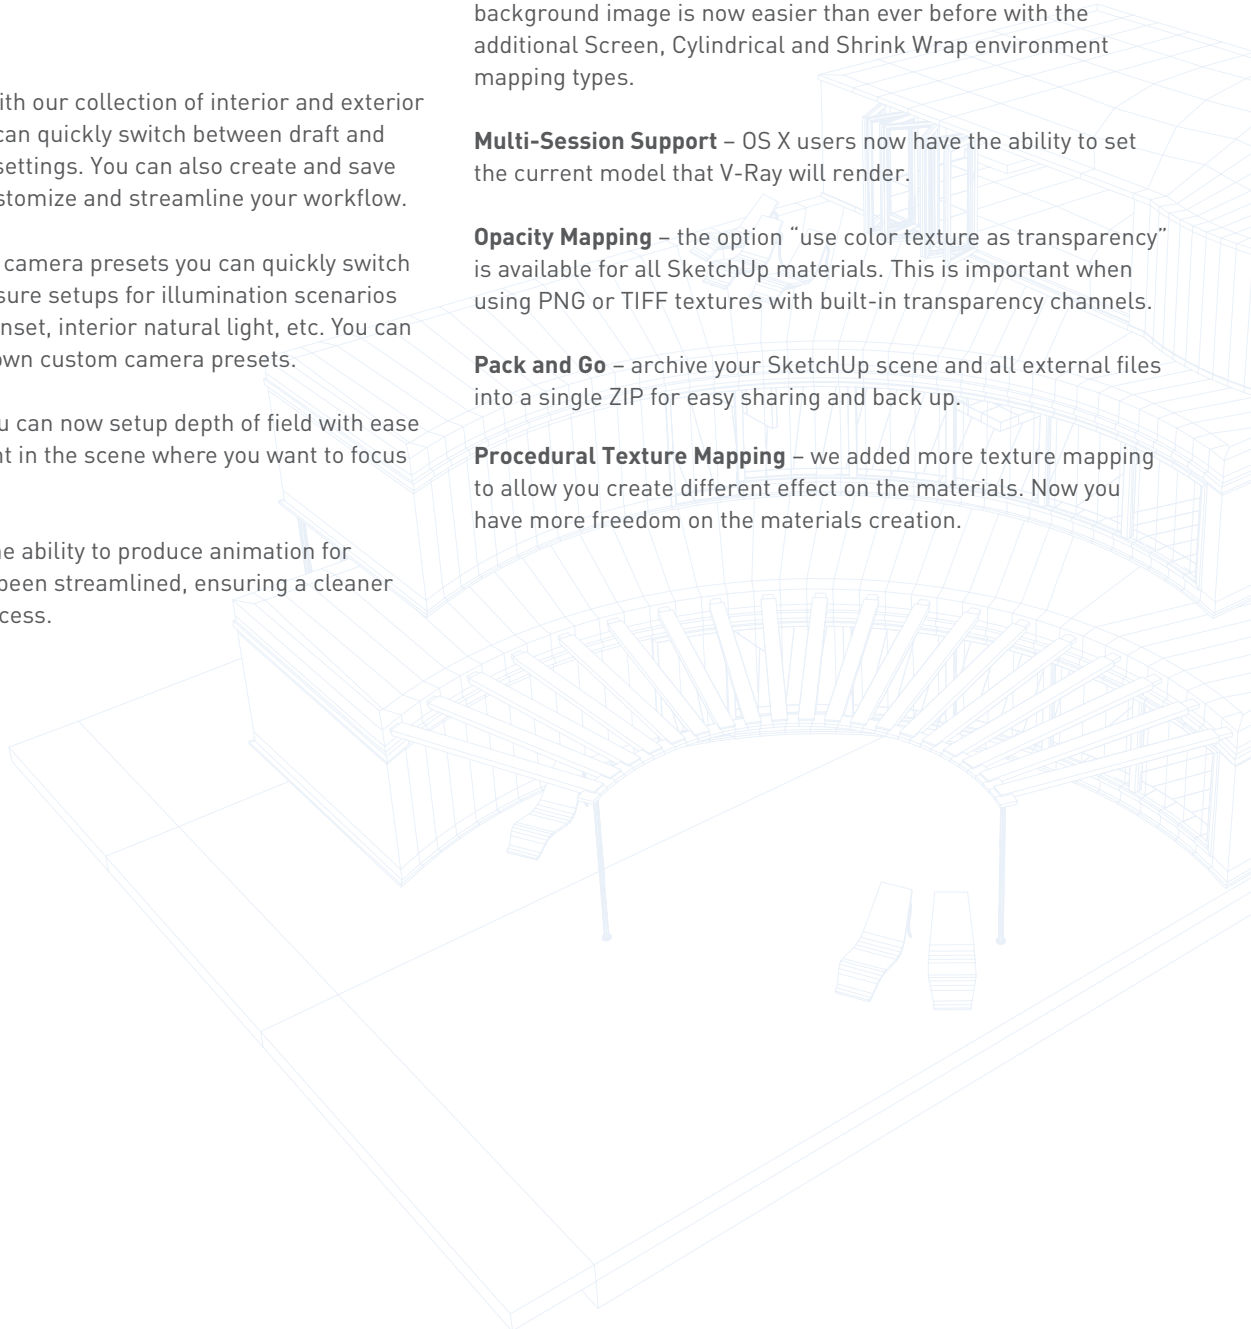 ith our collection of interior and exterior
can quickly switch between draft and
settings. You can also create and save
stomize and streamline your workflow.
camera presets you can quickly switch
sure setups for illumination scenarios
nset, interior natural light, etc. You can
own custom camera presets.
u can now setup depth of field with ease
nt in the scene where you want to focus
he ability to produce animation for
been streamlined, ensuring a cleaner
cess.
background image is now easier than ever before with the
additional Screen, Cylindrical and Shrink Wrap environment
mapping types.
Multi-Session Support – OS X users now have the ability to set
the current model that V-Ray will render.
Opacity Mapping – the option “use color texture as transparency”
is available for all SketchUp materials. This is important when
using PNG or TIFF textures with built-in transparency channels.
Pack and Go – archive your SketchUp scene and all external files
into a single ZIP for easy sharing and back up.
Procedural Texture Mapping – we added more texture mapping
to allow you create different effect on the materials. Now you
have more freedom on the materials creation.